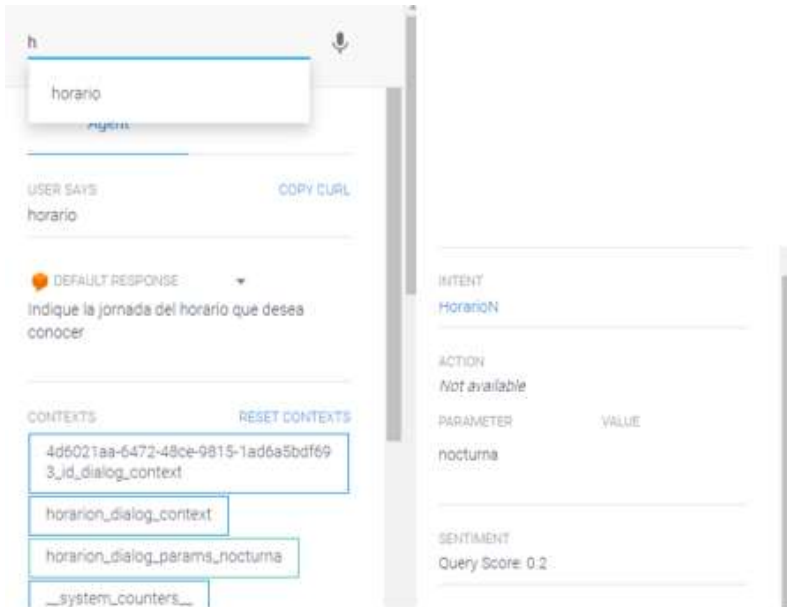 h
horario
Agent
USER SAYS COPY CURL
horario
DEFAULT RESPONSE
Indique la jornada del horario que desea
conocer
CONTEXTS RESET CONTEXTS
4d6021aa-6472-48ce-9815-1ad6a5bdf69
3_id_dialog_context
horarion_dialog_context
horarion_dialog_params_nocturna
__system_counters__
INTENT
HorarioN
ACTION
Not available
PARAMETER VALUE
nocturna
SENTIMENT
Query Score: 0.2